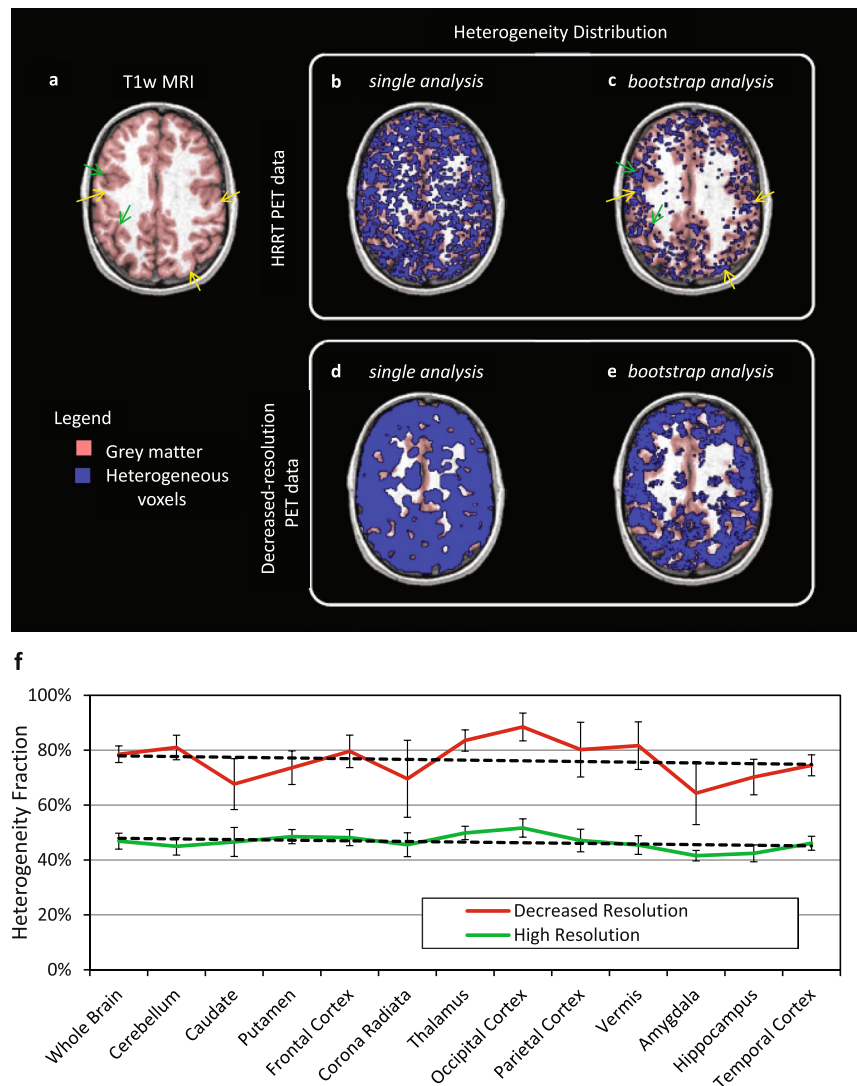 Heterogeneity Distribution
a
T1w MRI
b
single analysis
c
bootstrap analysis
HRRT PET data
d
single analysis
e
bootstrap analysis
Decreased-resolution
PET data
Legend
Grey matter
Heterogeneous
voxels
f
100%
80%
60%
40%
20%
0%
Heterogeneity Fraction
Decreased Resolution
High Resolution
Whole Brain
Cerebellum
Caudate
Putamen
Frontal Cortex
Corona Radiata
Thalamus
Occipital Cortex
Parietal Cortex
Vermis
Amygdala
Hippocampus
Temporal Cortex